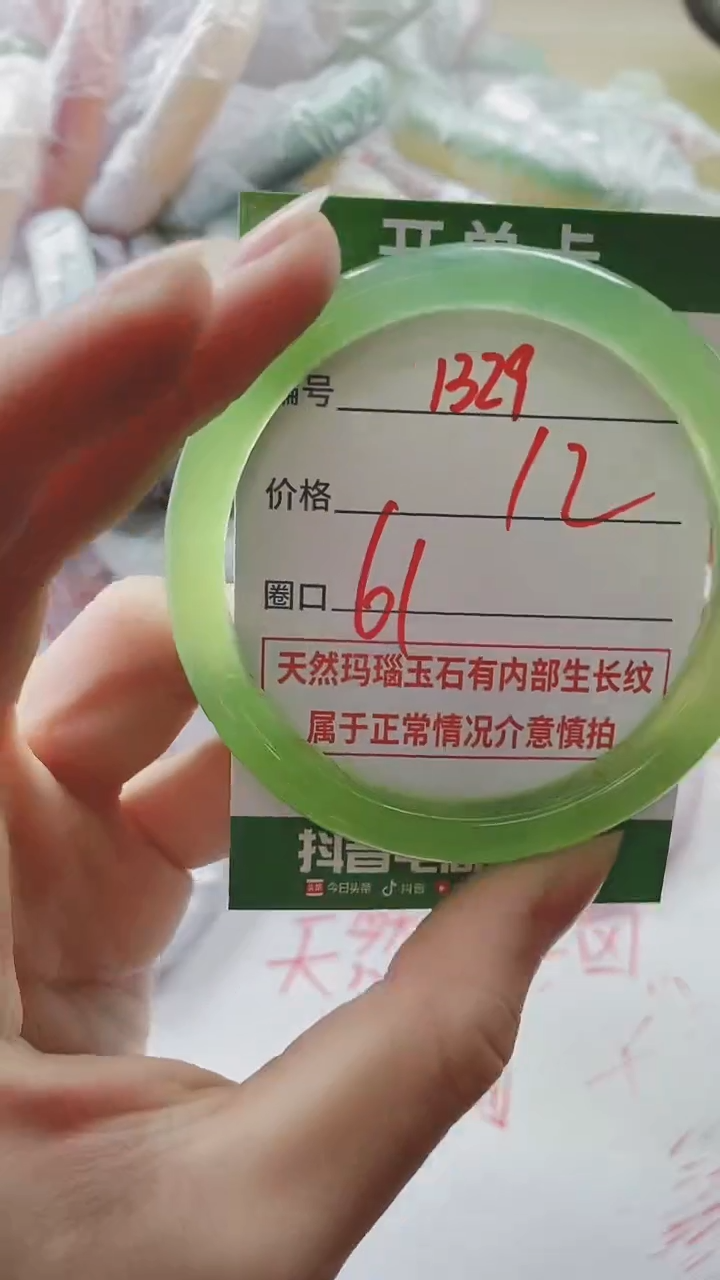 开单卡
编号 1329
价格 12
圈口 61
天然玛瑙玉石有内部生长纹
属于正常情况介意慎拍
抖音电商
今日头条 抖音
天然